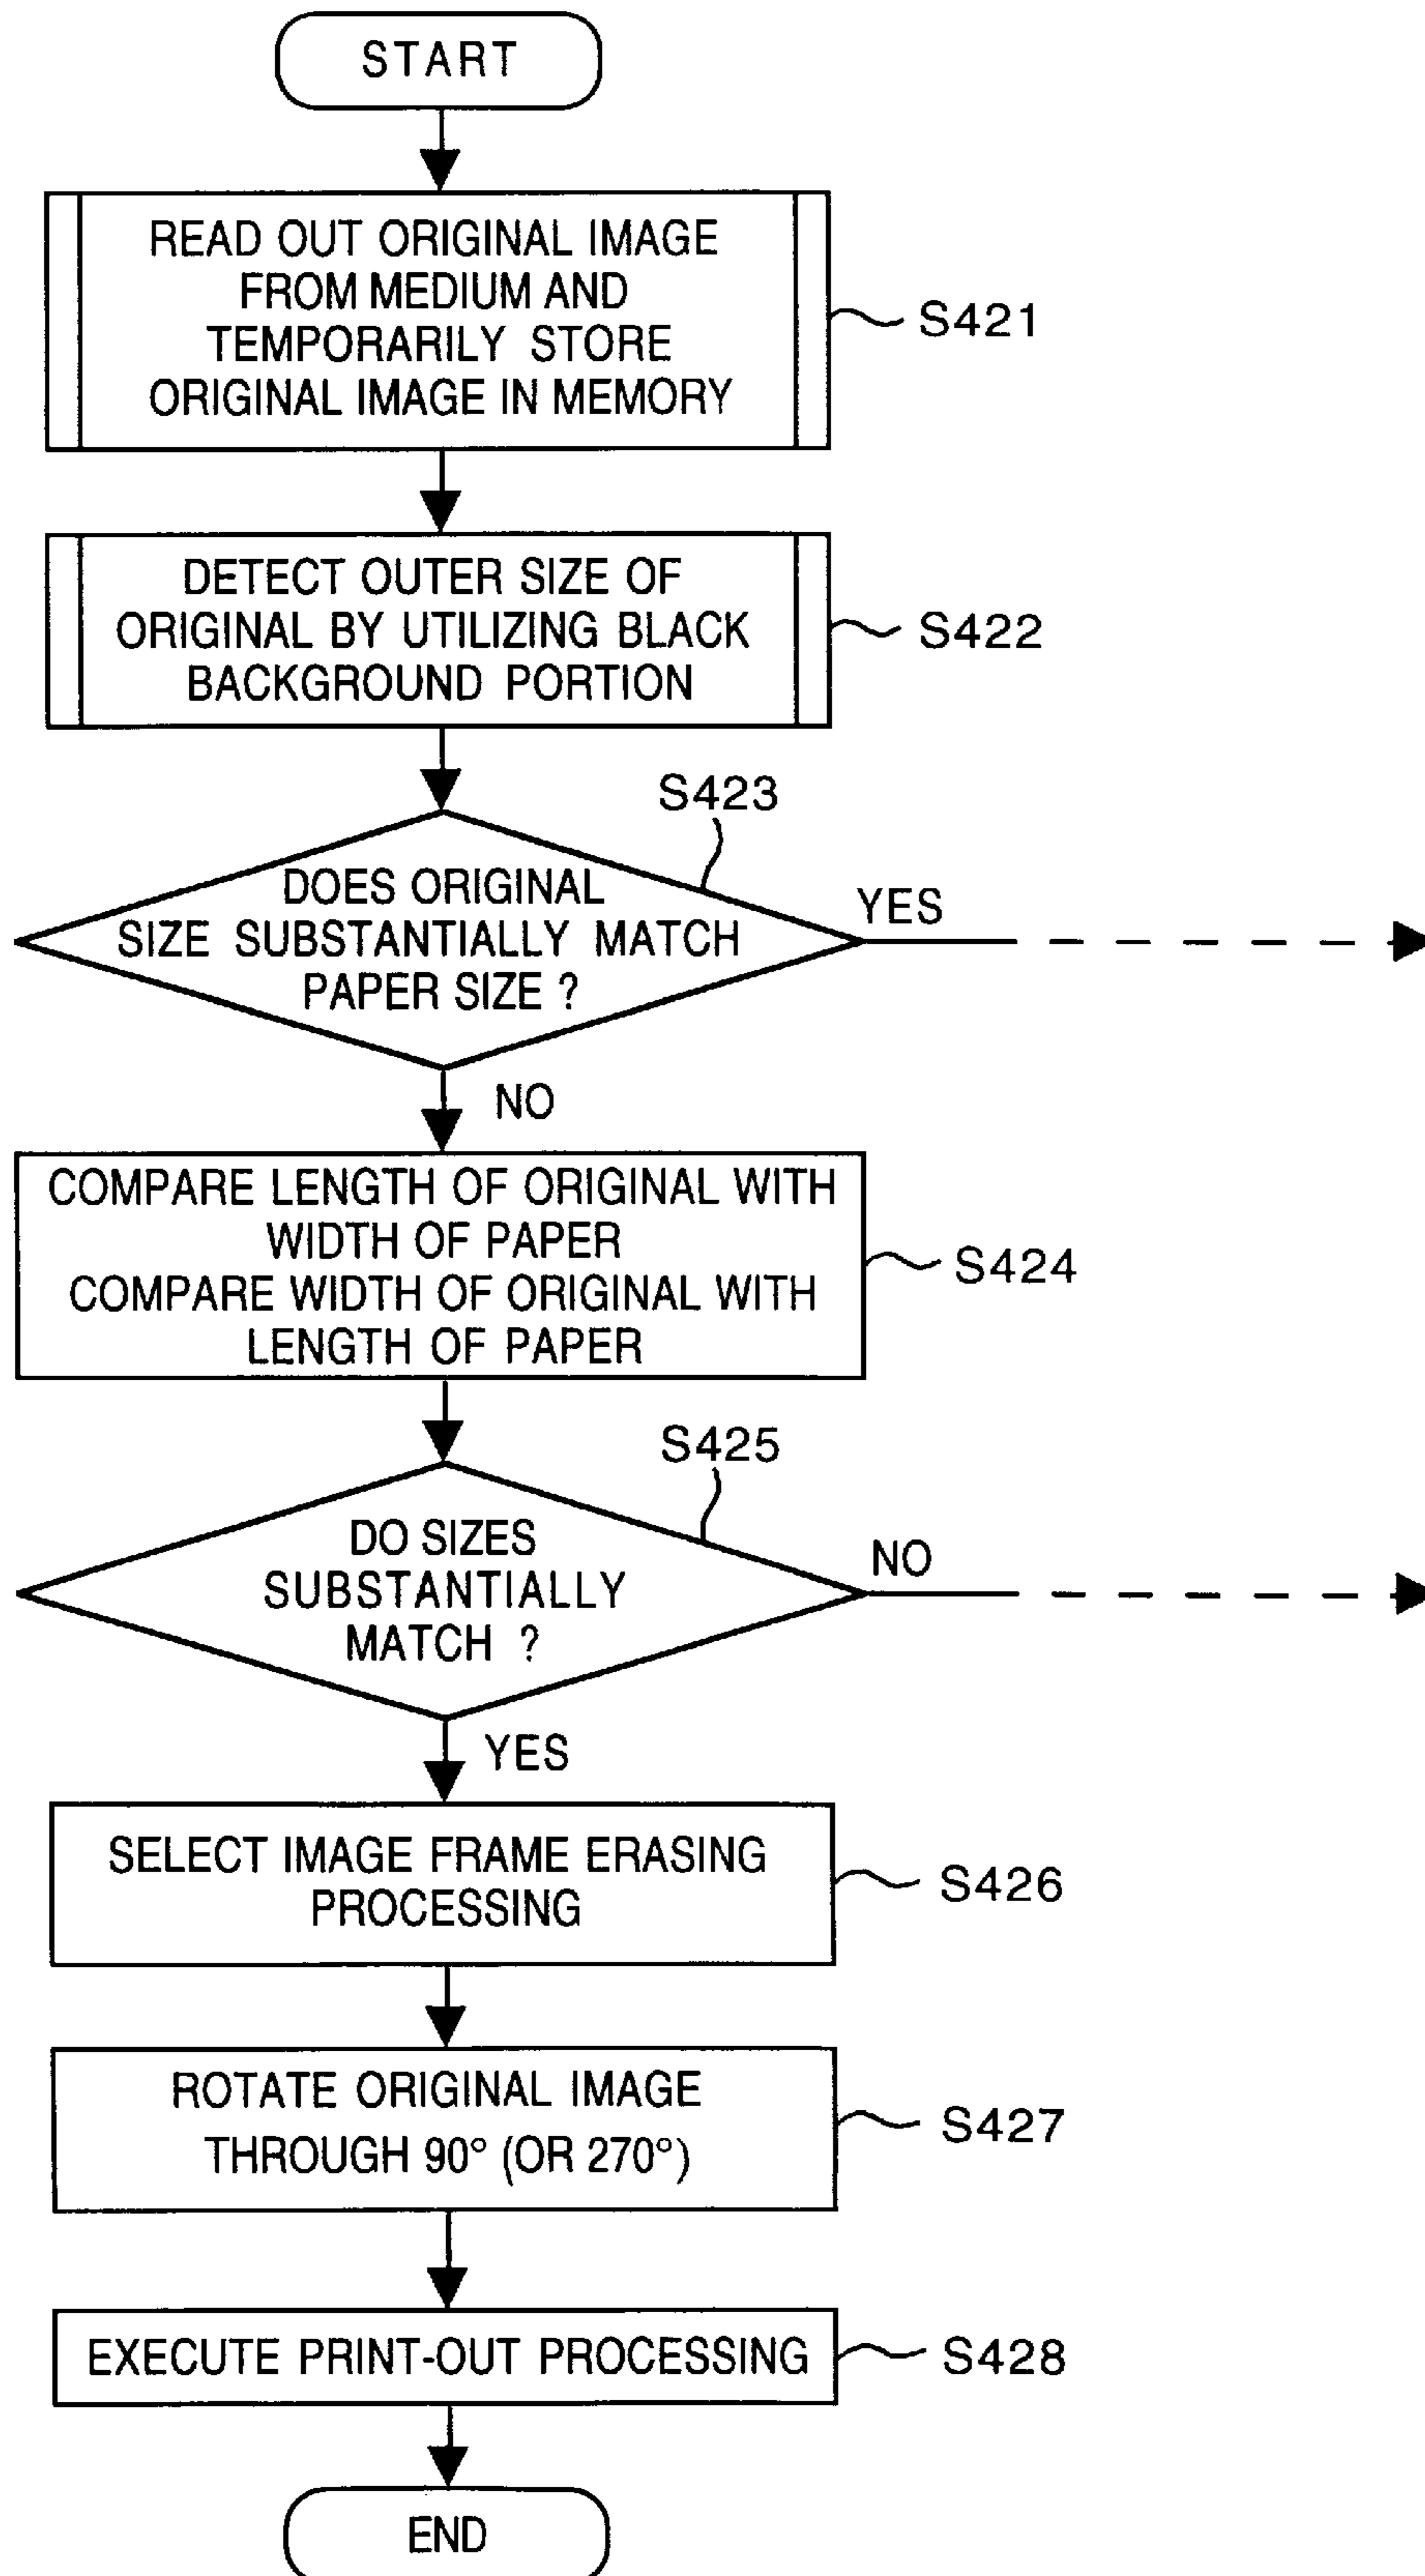 START
READ OUT ORIGINAL IMAGE
FROM MEDIUM AND
TEMPORARILY STORE
ORIGINAL IMAGE IN MEMORY
S421
DETECT OUTER SIZE OF
ORIGINAL BY UTILIZING BLACK
BACKGROUND PORTION
S422
S423
DOES ORIGINAL
SIZE SUBSTANTIALLY MATCH
PAPER SIZE ?
YES
NO
COMPARE LENGTH OF ORIGINAL WITH
WIDTH OF PAPER
COMPARE WIDTH OF ORIGINAL WITH
LENGTH OF PAPER
S424
S425
DO SIZES
SUBSTANTIALLY
MATCH ?
NO
YES
SELECT IMAGE FRAME ERASING
PROCESSING
S426
ROTATE ORIGINAL IMAGE
THROUGH 90° (OR 270°)
S427
EXECUTE PRINT-OUT PROCESSING
S428
END